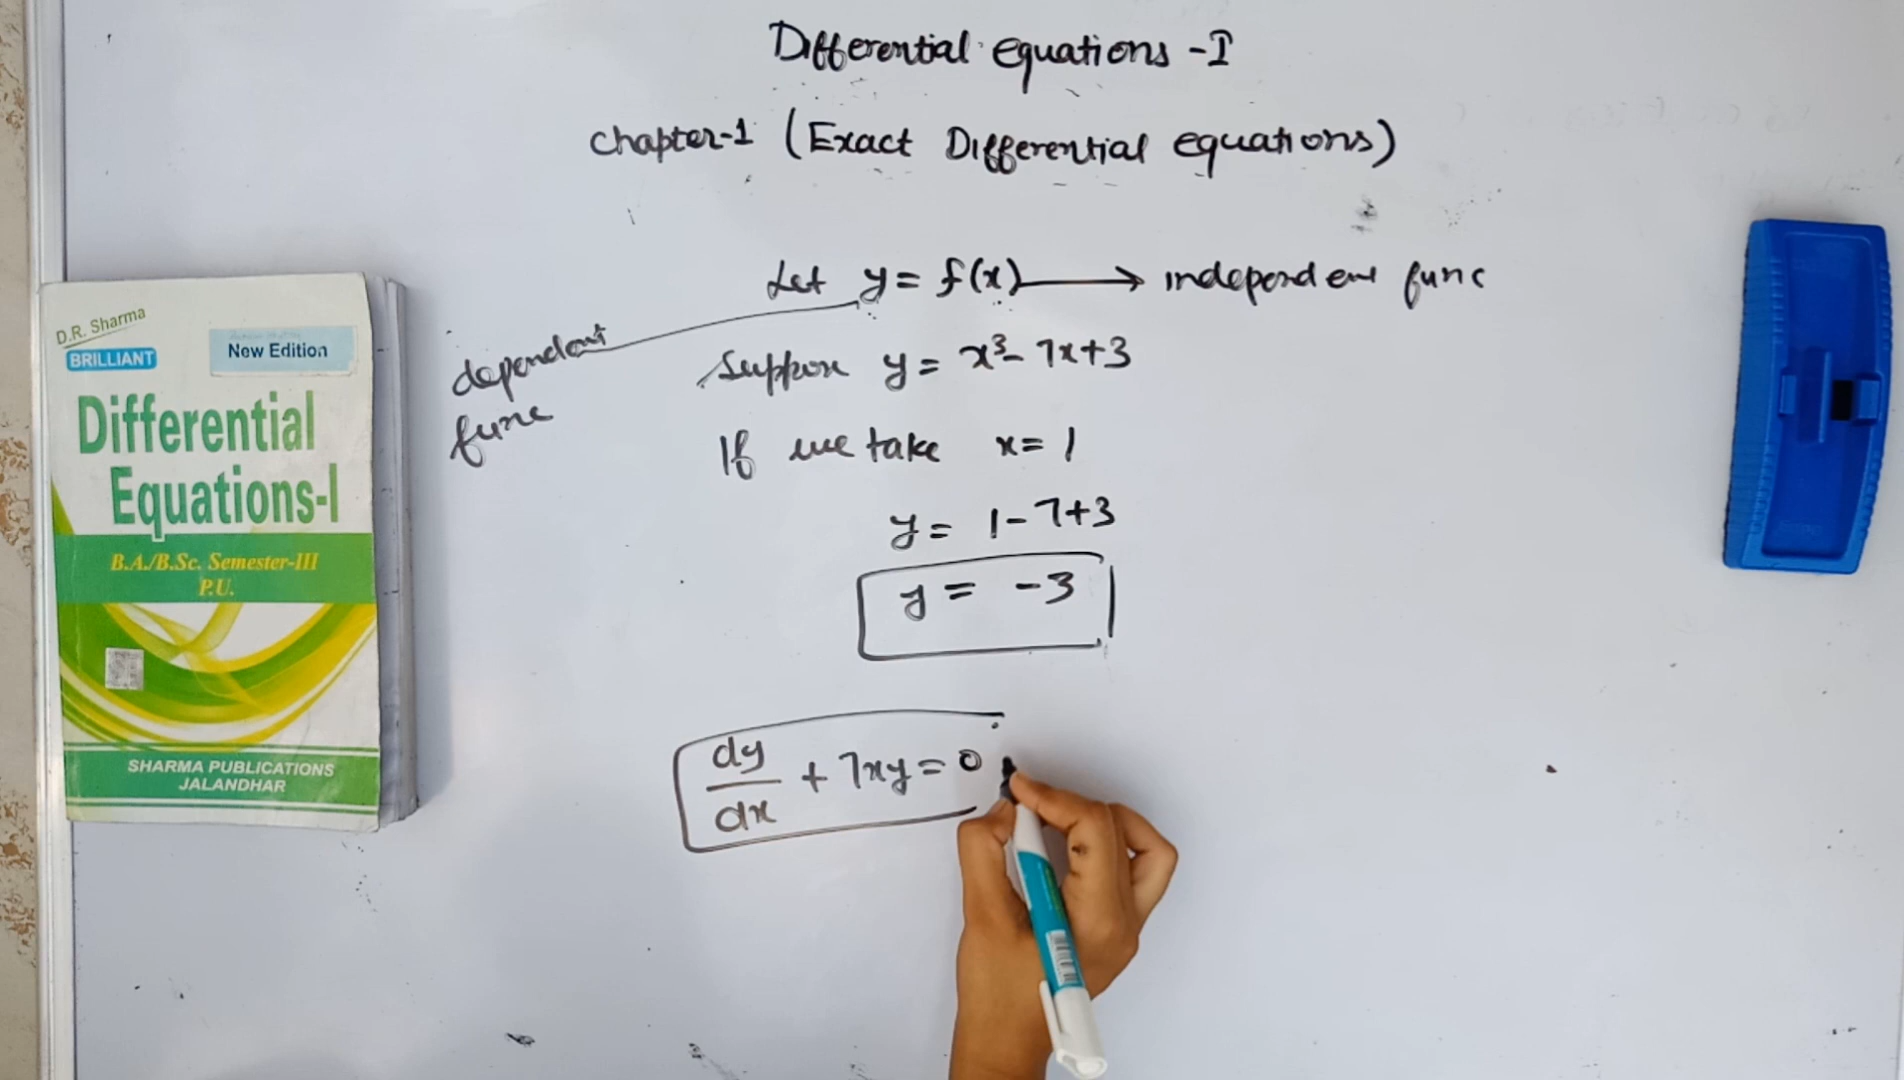 Differential equations - I
Chapter-1 (Exact Differential equations)
Let y = f(x) → independent func
dependent
func
Suppose y = x³- 7x+3
If we take x = 1
y = 1-7+3
y = -3
dy/dx + 7xy = 0
D.R. Sharma
BRILLIANT
New Edition
Differential
Equations-I
B.A./B.Sc. Semester-III
P.U.
SHARMA PUBLICATIONS
JALANDHAR